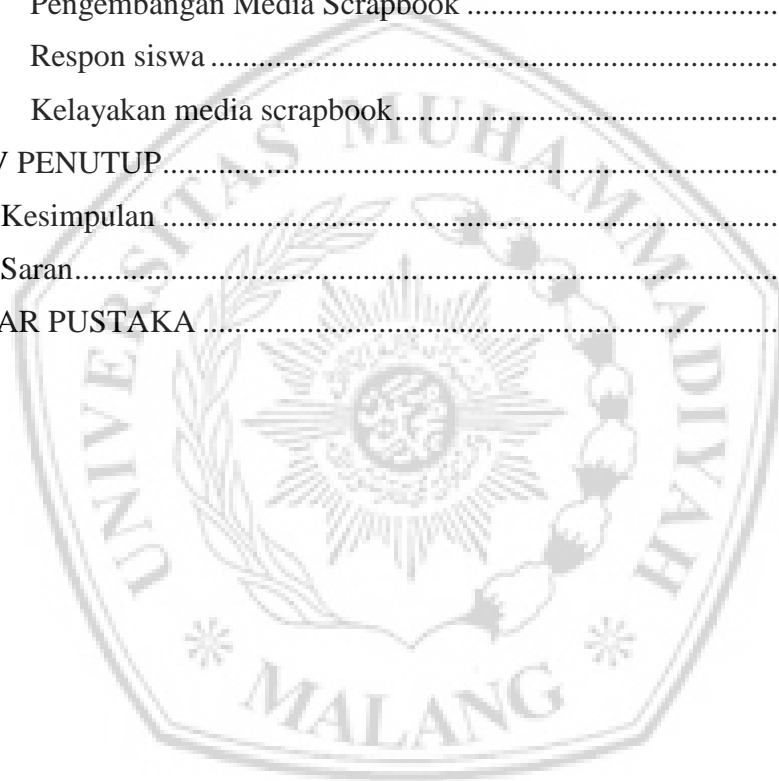 Pengembangan Media Scrapbook ........................................
Respon siswa ........................................
Kelayakan media scrapbook........................................
V PENUTUP........................................
Kesimpulan ........................................
Saran........................................
AR PUSTAKA ........................................
UNIVERSITAS MUHAMMADIYAH
MALANG